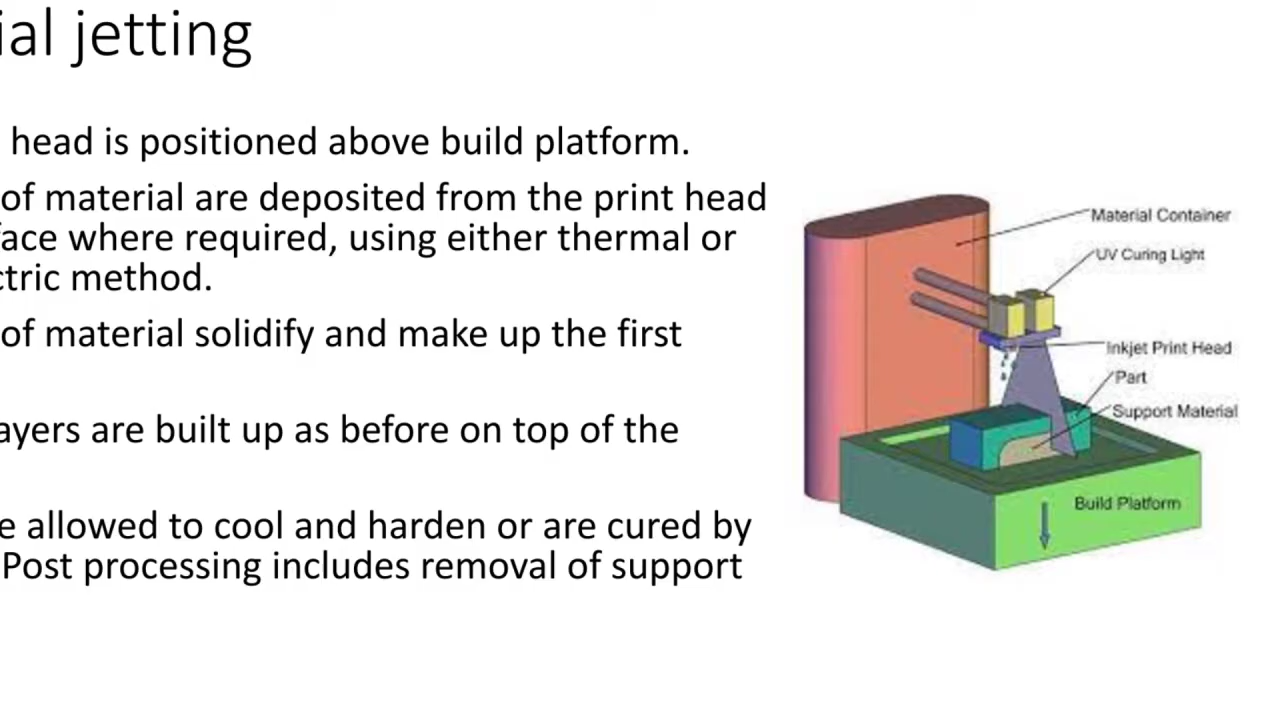 ial jetting
head is positioned above build platform.
of material are deposited from the print head
face where required, using either thermal or
ctric method.
of material solidify and make up the first
ayers are built up as before on top of the
e allowed to cool and harden or are cured by
Post processing includes removal of support
Material Container
UV Curing Light
Inkjet Print Head
Part
Support Material
Build Platform